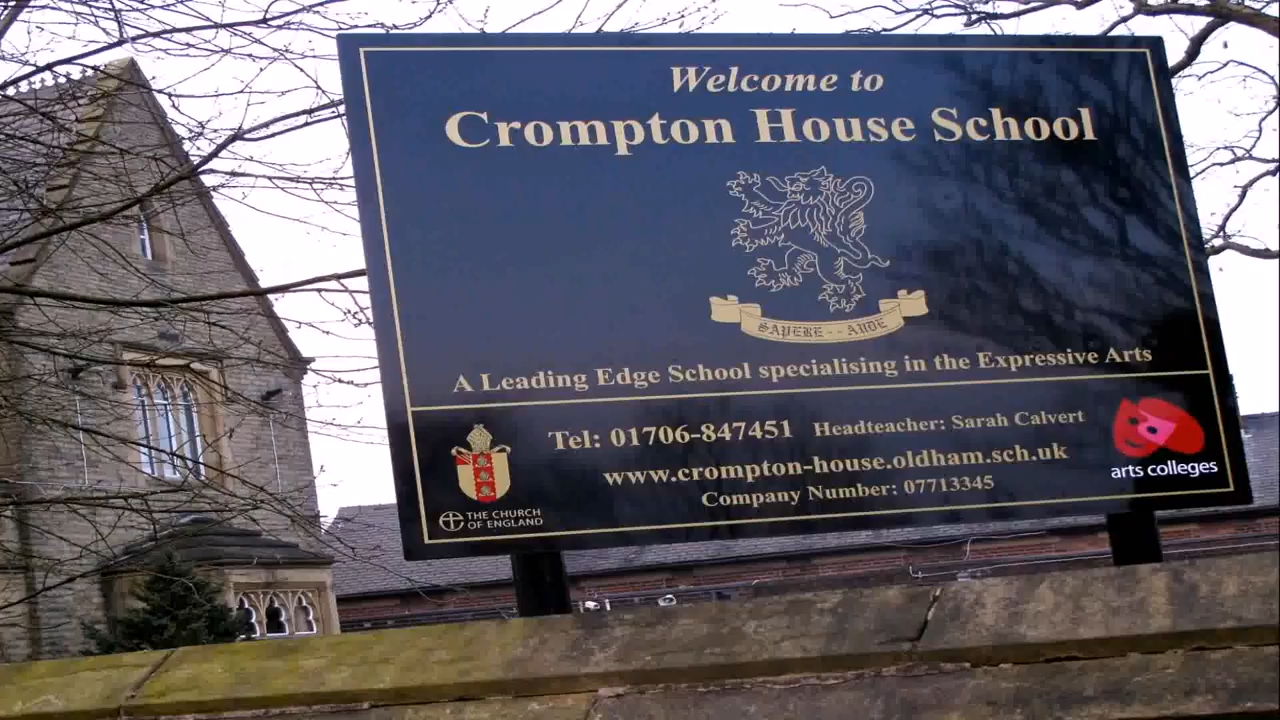 Welcome to
Crompton House School
SAPERE -- AUDE
A Leading Edge School specialising in the Expressive Arts
Tel: 01706-847451 Headteacher: Sarah Calvert
www.crompton-house.oldham.sch.uk
Company Number: 07713345
THE CHURCH
OF ENGLAND
arts colleges